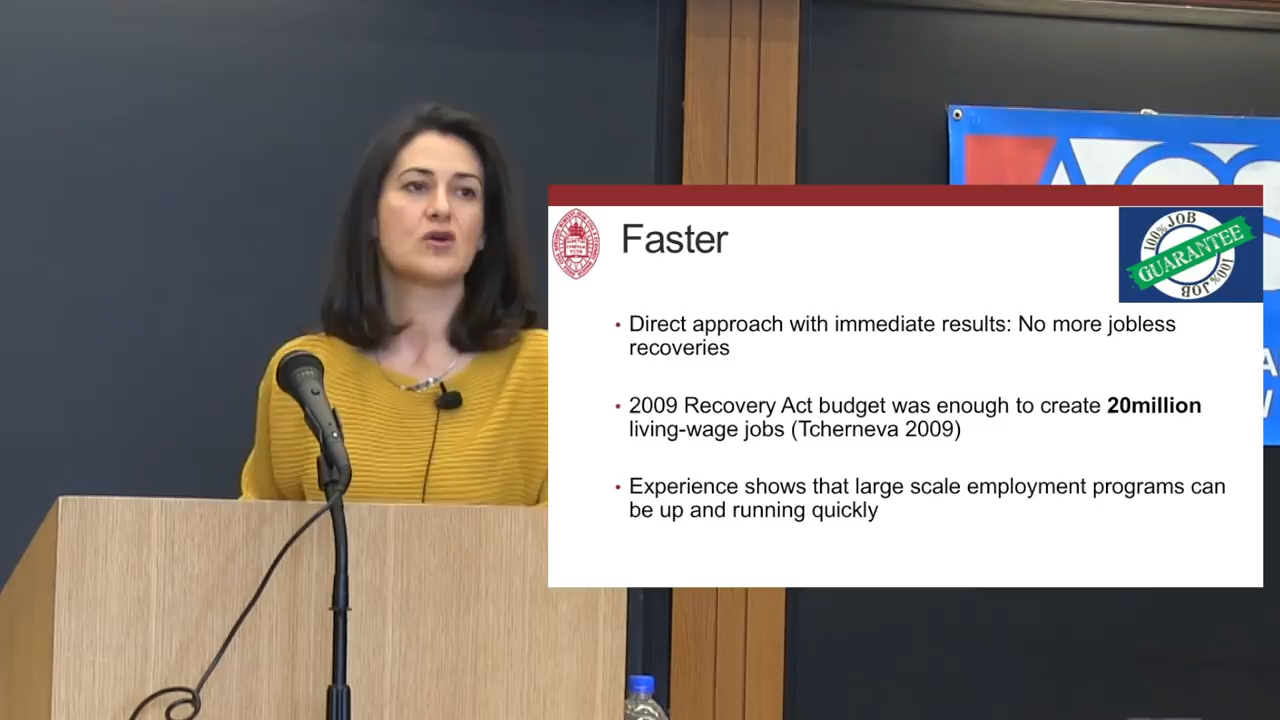 Faster
100% JOB
GUARANTEE
100% JOB
• Direct approach with immediate results: No more jobless
recoveries
• 2009 Recovery Act budget was enough to create 20million
living-wage jobs (Tcherneva 2009)
• Experience shows that large scale employment programs can
be up and running quickly